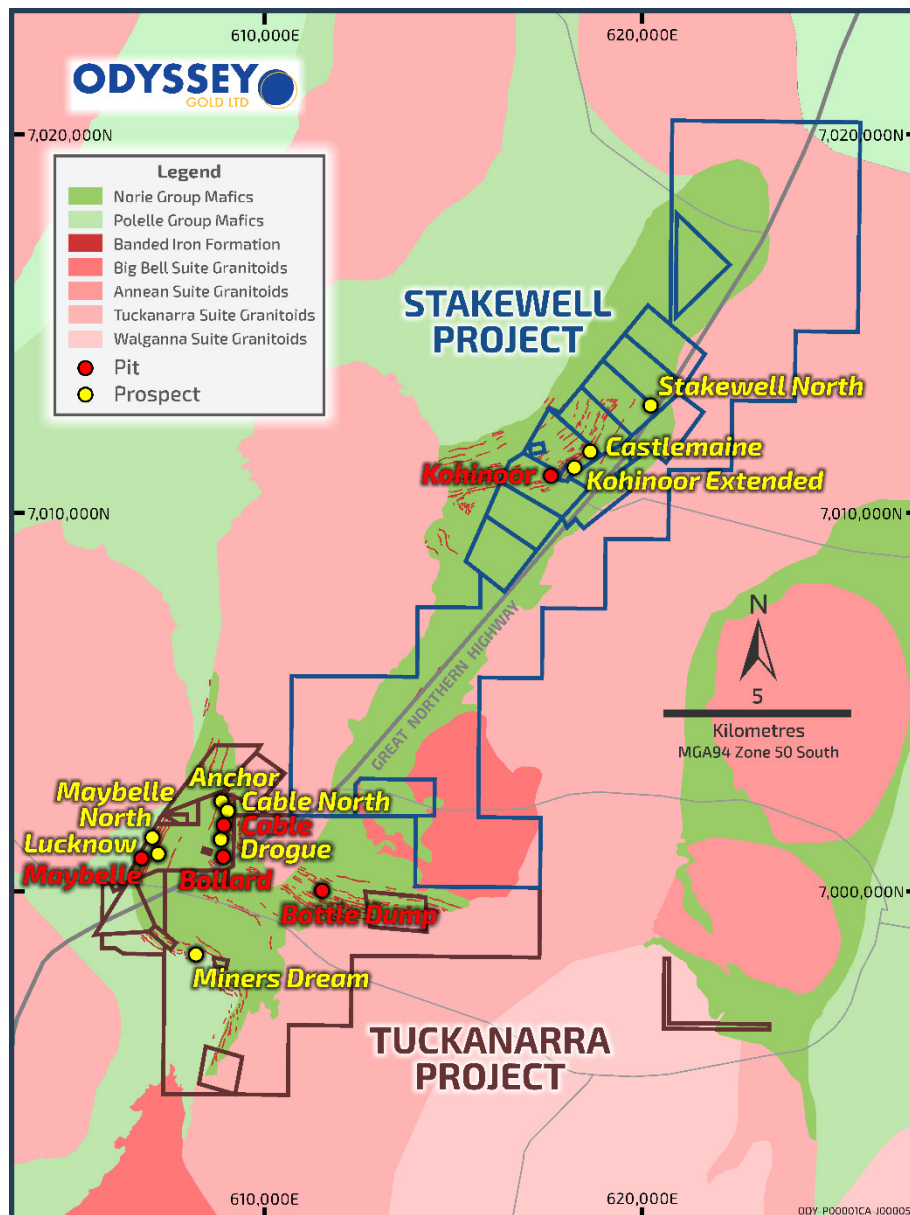 610,000E
620,000E
ODYSSEY
GOLD LTD
7,020,000N
7,020,000N
Legend
Norie Group Mafics
Polelle Group Mafics
Banded Iron Formation
Big Bell Suite Granitoids
Annean Suite Granitoids
Tuckanarra Suite Granitoids
Walganna Suite Granitoids
Pit
Prospect
STAKEWELL
PROJECT
Stakewell North
Castlemaine
Kohinoor
Kohinoor Extended
7,010,000N
7,010,000N
GREAT NORTHERN HIGHWAY
N
5
Kilometres
MGA94 Zone 50 South
Anchor
Maybelle
North
Cable North
Cable
Lucknow
Drogue
Maybelle
Bollard
7,000,000N
Bottle Dump
Miners Dream
TUCKANARRA
PROJECT
610,000E
620,000E
ODY_P00001CA_J00005